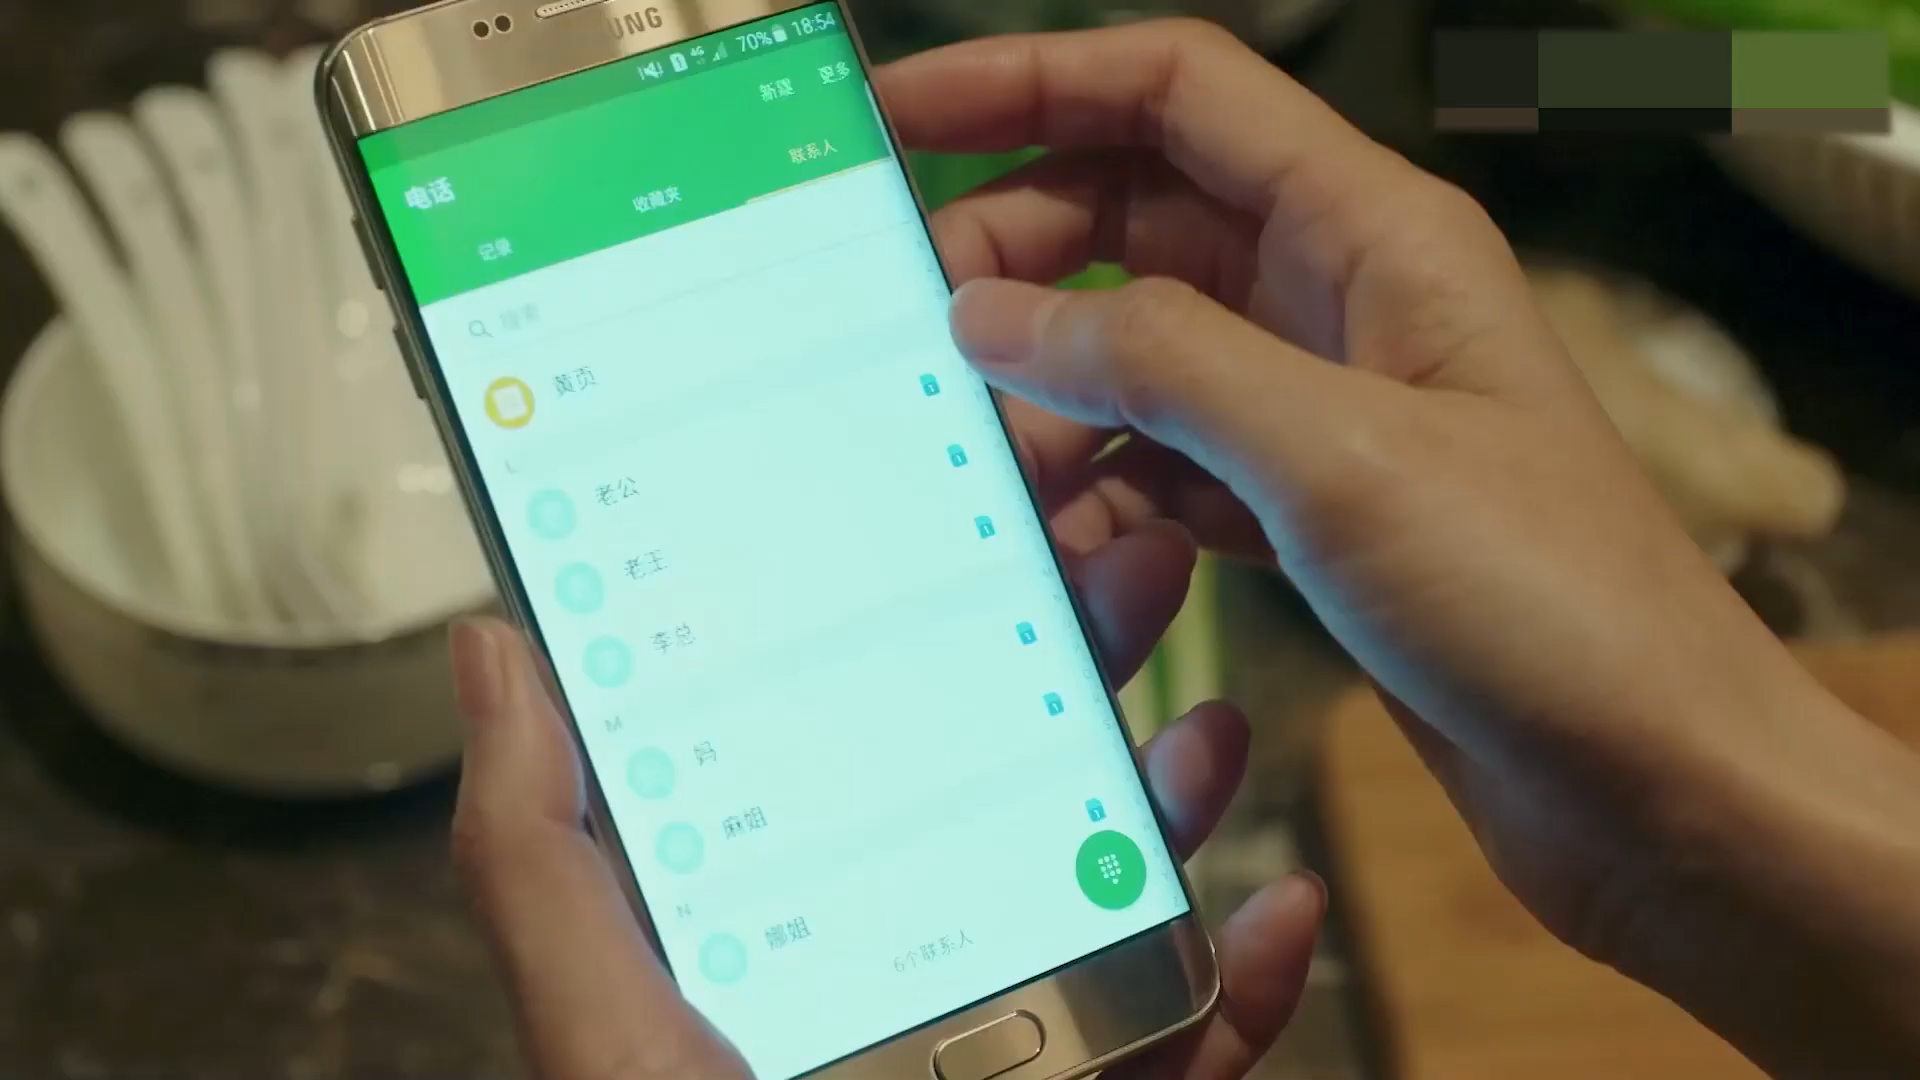 UNG
4G 70% 18:54
新建 更多
电话
记录 收藏夹 联系人
搜索
黄页
L
老公
老王
李总
M
妈
麻姐
N
娜姐
6个联系人